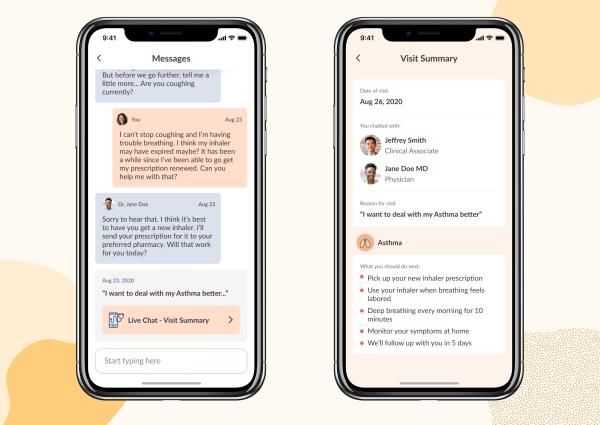 9:41
Messages
But before we go further, tell me a
little more... Are you coughing
currently?
You Aug 23
I can't stop coughing and I'm having
trouble breathing. I think my inhaler
may have expired maybe? It has been
a while since I've been able to go get
my prescription renewed. Can you
help me with that?
Dr. Jane Doe Aug 23
Sorry to hear that. I think it's best
to have you get a new inhaler. I'll
send your prescription for it to your
preferred pharmacy. Will that work
for you today?
Aug 23, 2020
"I want to deal with my Asthma better..."
Live Chat - Visit Summary
Start typing here
9:41
Visit Summary
Date of visit
Aug 26, 2020
You chatted with:
Jeffrey Smith
Clinical Associate
Jane Doe MD
Physician
Reason for visit
"I want to deal with my Asthma better"
Asthma
What you should do next:
Pick up your new inhaler prescription
Use your inhaler when breathing feels
labored
Deep breathing every morning for 10
minutes
Monitor your symptoms at home
We'll follow up with you in 5 days